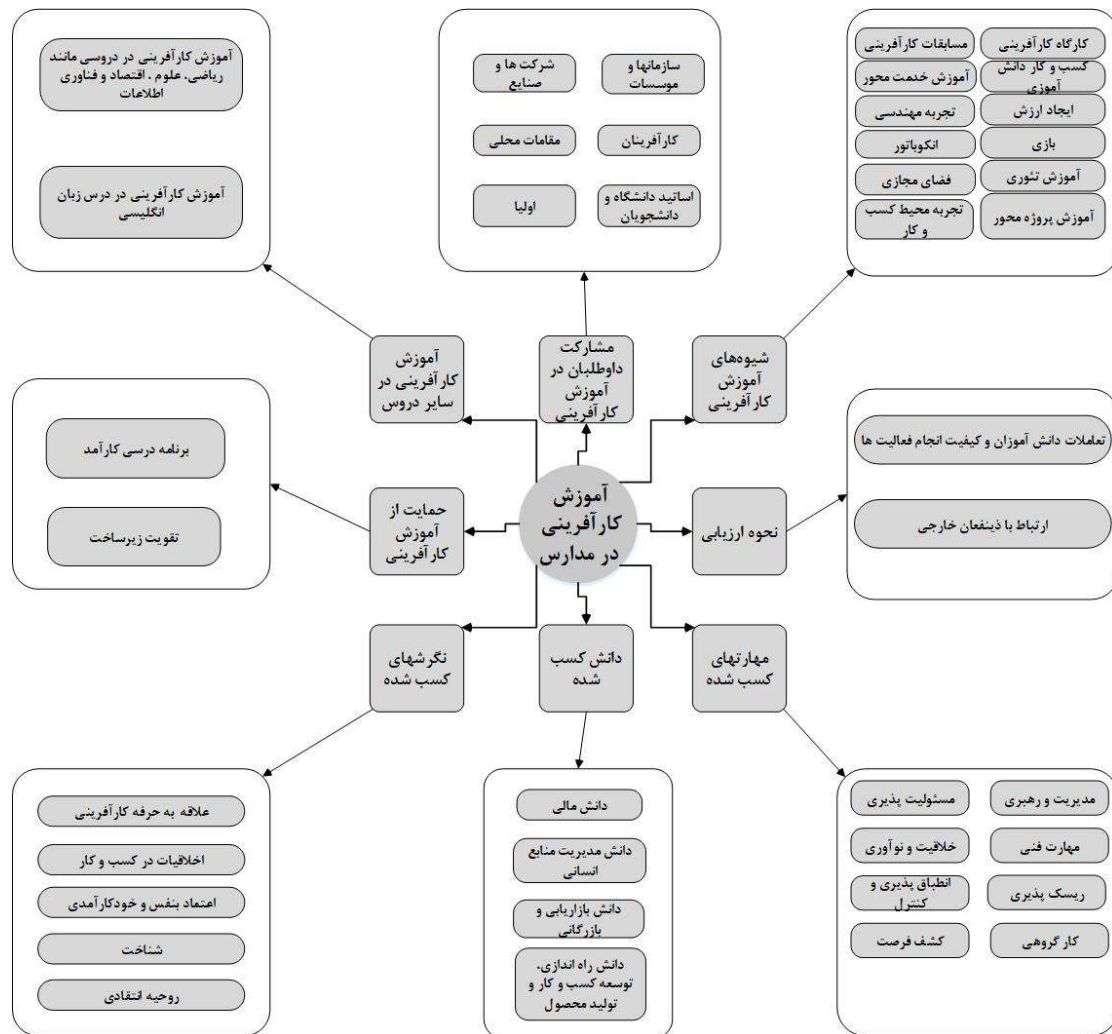 کارگاه کارآفرینی
مسابقات کارآفرینی
کسب و کار دانش
آموزی
آموزش خدمت محور
ایجاد ارزش
تجربه مهندسی
بازی
انکوباتور
آموزش تئوری
فضای مجازی
آموزش پروژه محور
تجربه محیط کسب
و کار
سازمانها و
موسسات
شرکت ها و
صنایع
کارآفرینان
مقامات محلی
اساتید دانشگاه و
دانشجویان
اولیا
آموزش کارآفرینی در دروسی مانند
ریاضی، علوم ، اقتصاد و فناوری
اطلاعات
آموزش کارآفرینی در درس زبان
انگلیسی
شیوه‌های
آموزش
کارآفرینی
مشارکت
داوطلبان در
آموزش
کارآفرینی
آموزش
کارآفرینی در
سایر دروس
تعاملات دانش آموزان و کیفیت انجام فعالیت ها
ارتباط با ذینفعان خارجی
نحوه ارزیابی
آموزش
کارآفرینی
در مدارس
حمایت از
آموزش
کارآفرینی
برنامه درسی کارآمد
تقویت زیرساخت
مهارتهای
کسب شده
دانش کسب
شده
نگرشهای
کسب شده
مدیریت و رهبری
مسئولیت پذیری
مهارت فنی
خلاقیت و نوآوری
ریسک پذیری
انطباق پذیری و
کنترل
کار گروهی
کشف فرصت
دانش مالی
دانش مدیریت منابع
انسانی
دانش بازاریابی و
بازرگانی
دانش راه اندازی،
توسعه کسب و کار و
تولید محصول
علاقه به حرفه کارآفرینی
اخلاقیات در کسب و کار
اعتماد بنفس و خودکارآمدی
شناخت
روحیه انتقادی